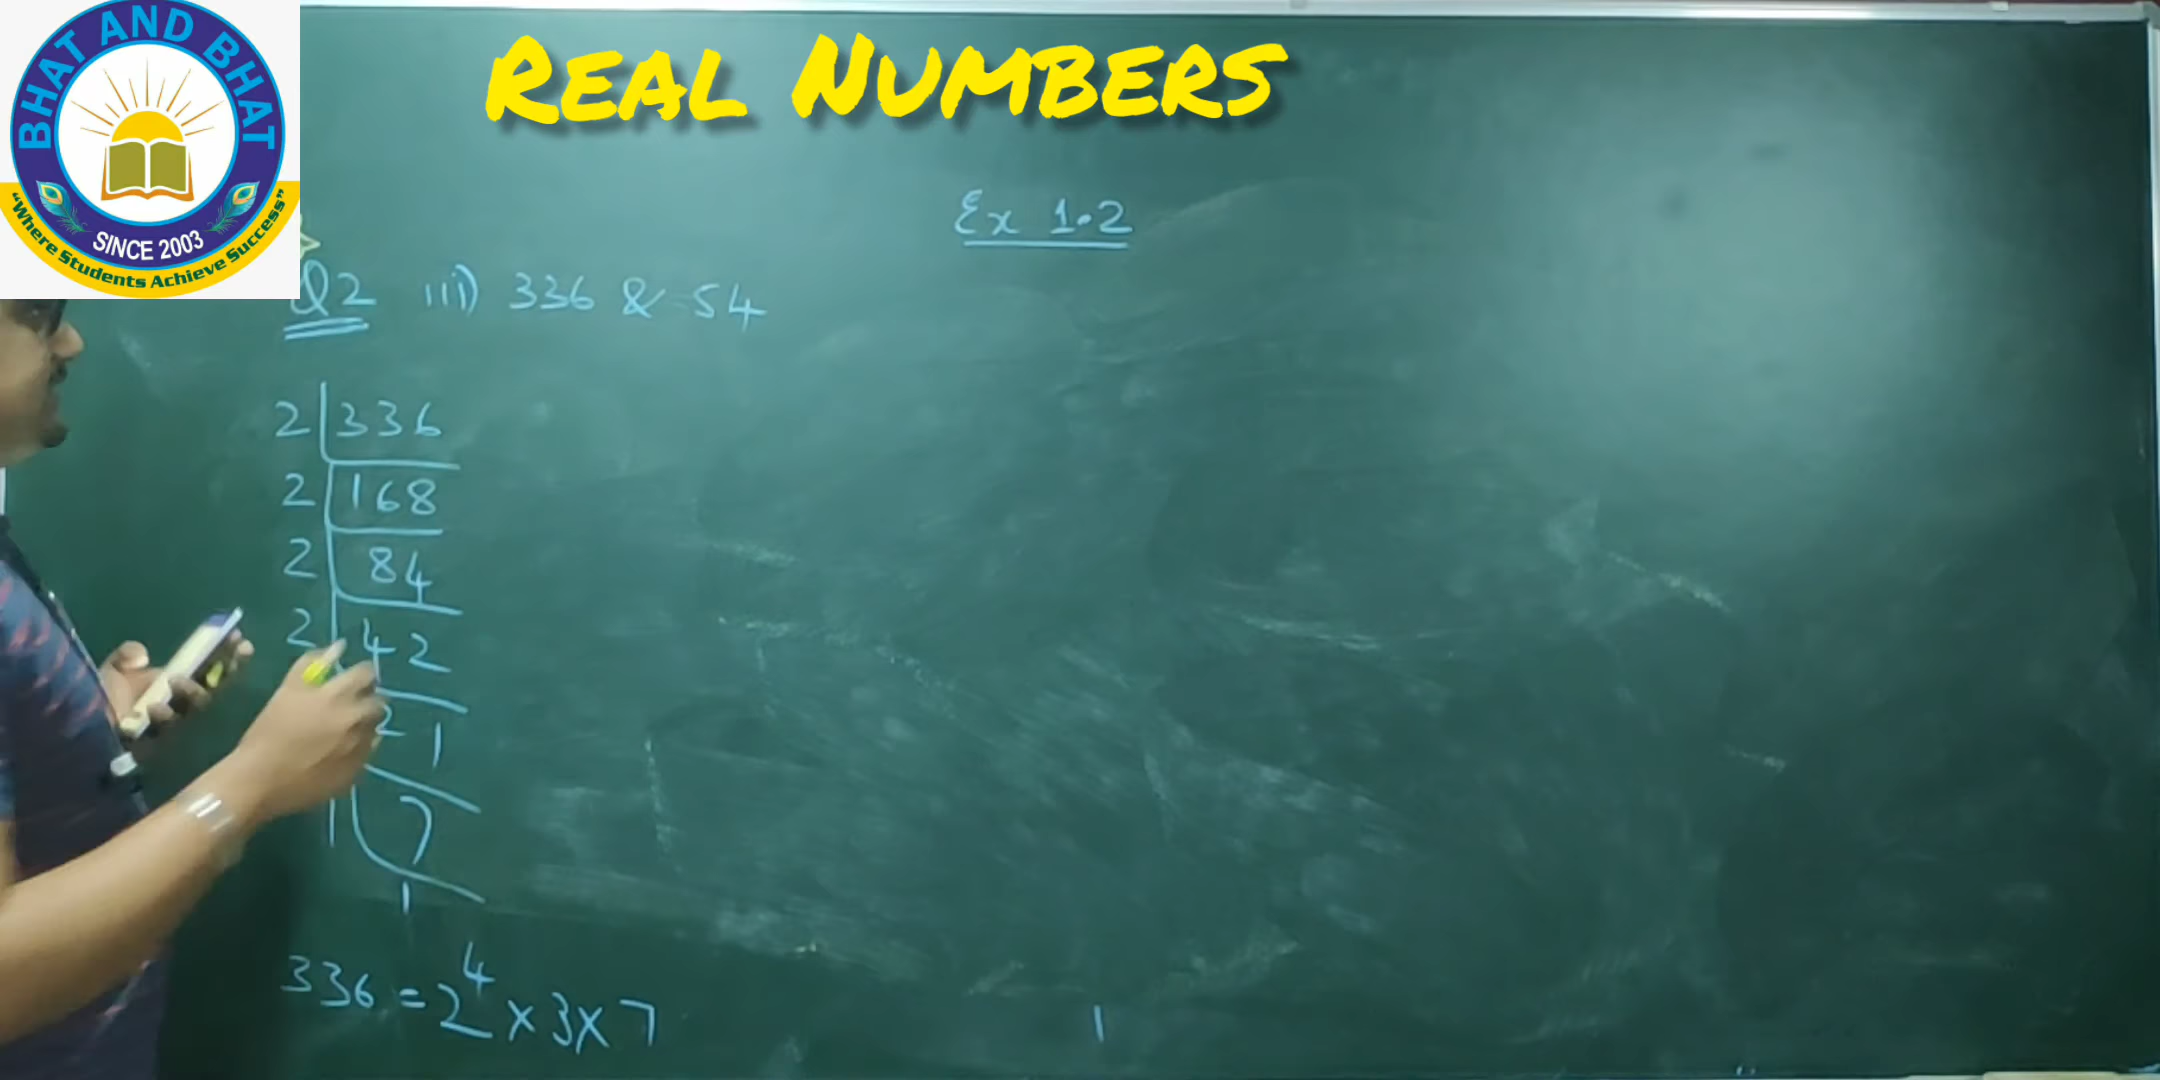 BHAT AND BHAT
SINCE 2003
"Where Students Achieve Success"
REAL NUMBERS
Ex 1.2
Q2 iii) 336 & 54
2 336
2 168
2 84
2 42
21
7
1
336 = 2⁴ × 3 × 7